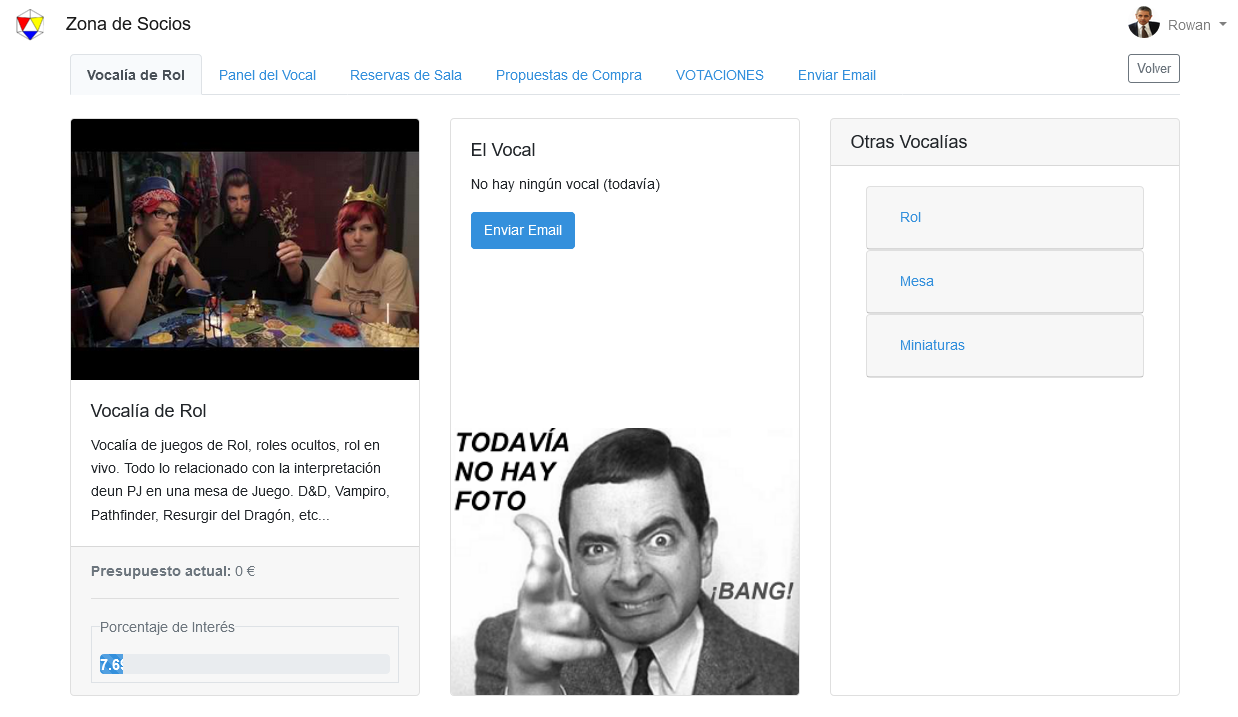 Zona de Socios
Rowan
Vocalía de Rol
Panel del Vocal
Reservas de Sala
Propuestas de Compra
VOTACIONES
Enviar Email
Volver
Vocalía de Rol
Vocalía de juegos de Rol, roles ocultos, rol en
vivo. Todo lo relacionado con la interpretación
deun PJ en una mesa de Juego. D&D, Vampiro,
Pathfinder, Resurgir del Dragón, etc...
Presupuesto actual: 0 €
Porcentaje de Interés
7.69
El Vocal
No hay ningún vocal (todavía)
Enviar Email
TODAVÍA
NO HAY
FOTO
¡BANG!
Otras Vocalías
Rol
Mesa
Miniaturas